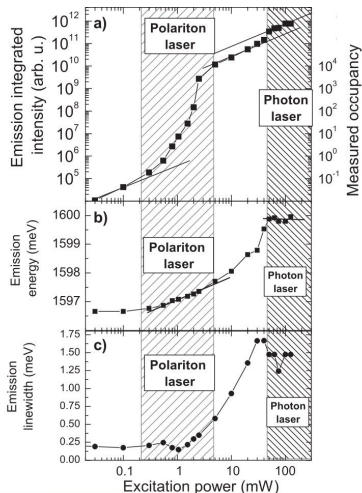 a)
Polariton
laser
Photon
laser
Emission integrated
intensity (arb. u.)
10^12
10^11
10^10
10^9
10^8
10^7
10^6
10^5
Measured occupancy
10^4
10^3
10^2
10^1
10^0
10^-1
b)
Polariton
laser
Photon
laser
Emission
energy (meV)
1600
1599
1598
1597
c)
Polariton
laser
Photon
laser
Emission
linewidth (meV)
1.75
1.50
1.25
1.00
0.75
0.50
0.25
0.00
0.1
1
10
100
Excitation power (mW)